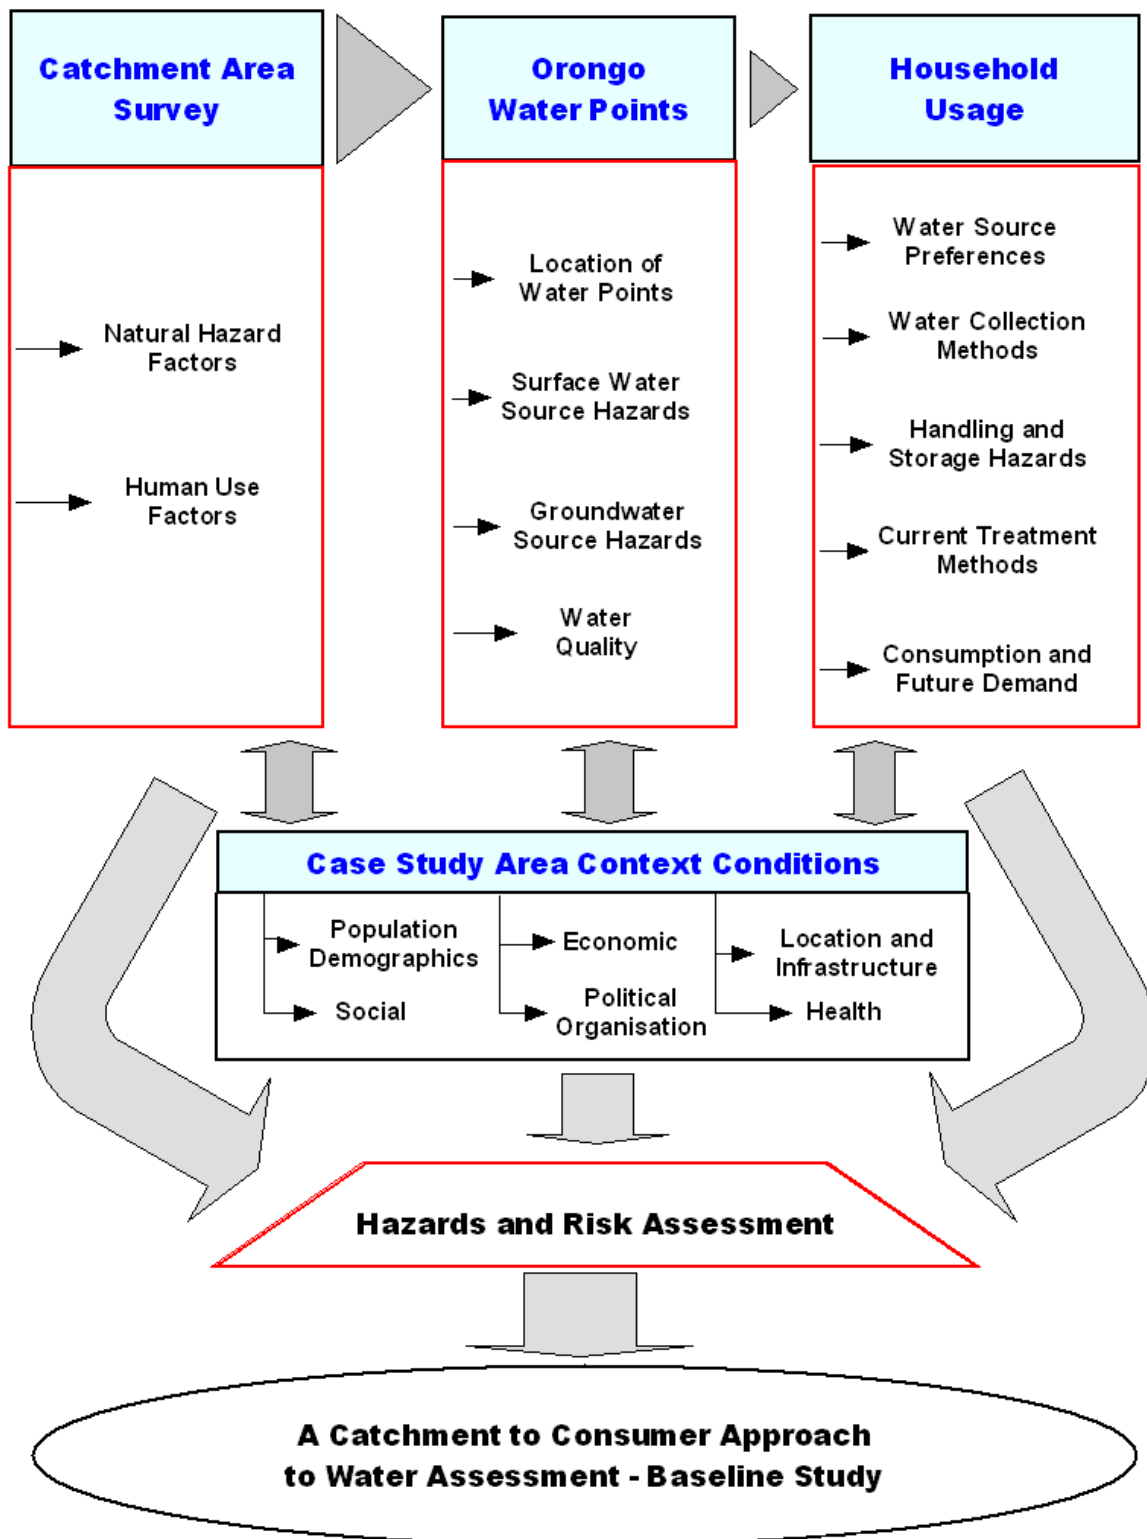 Catchment Area
Survey
Orongo
Water Points
Household
Usage
Natural Hazard
Factors
Human Use
Factors
Location of
Water Points
Surface Water
Source Hazards
Groundwater
Source Hazards
Water
Quality
Water Source
Preferences
Water Collection
Methods
Handling and
Storage Hazards
Current Treatment
Methods
Consumption and
Future Demand
Case Study Area Context Conditions
Population
Demographics
Social
Economic
Political
Organisation
Location and
Infrastructure
Health
Hazards and Risk Assessment
A Catchment to Consumer Approach
to Water Assessment - Baseline Study